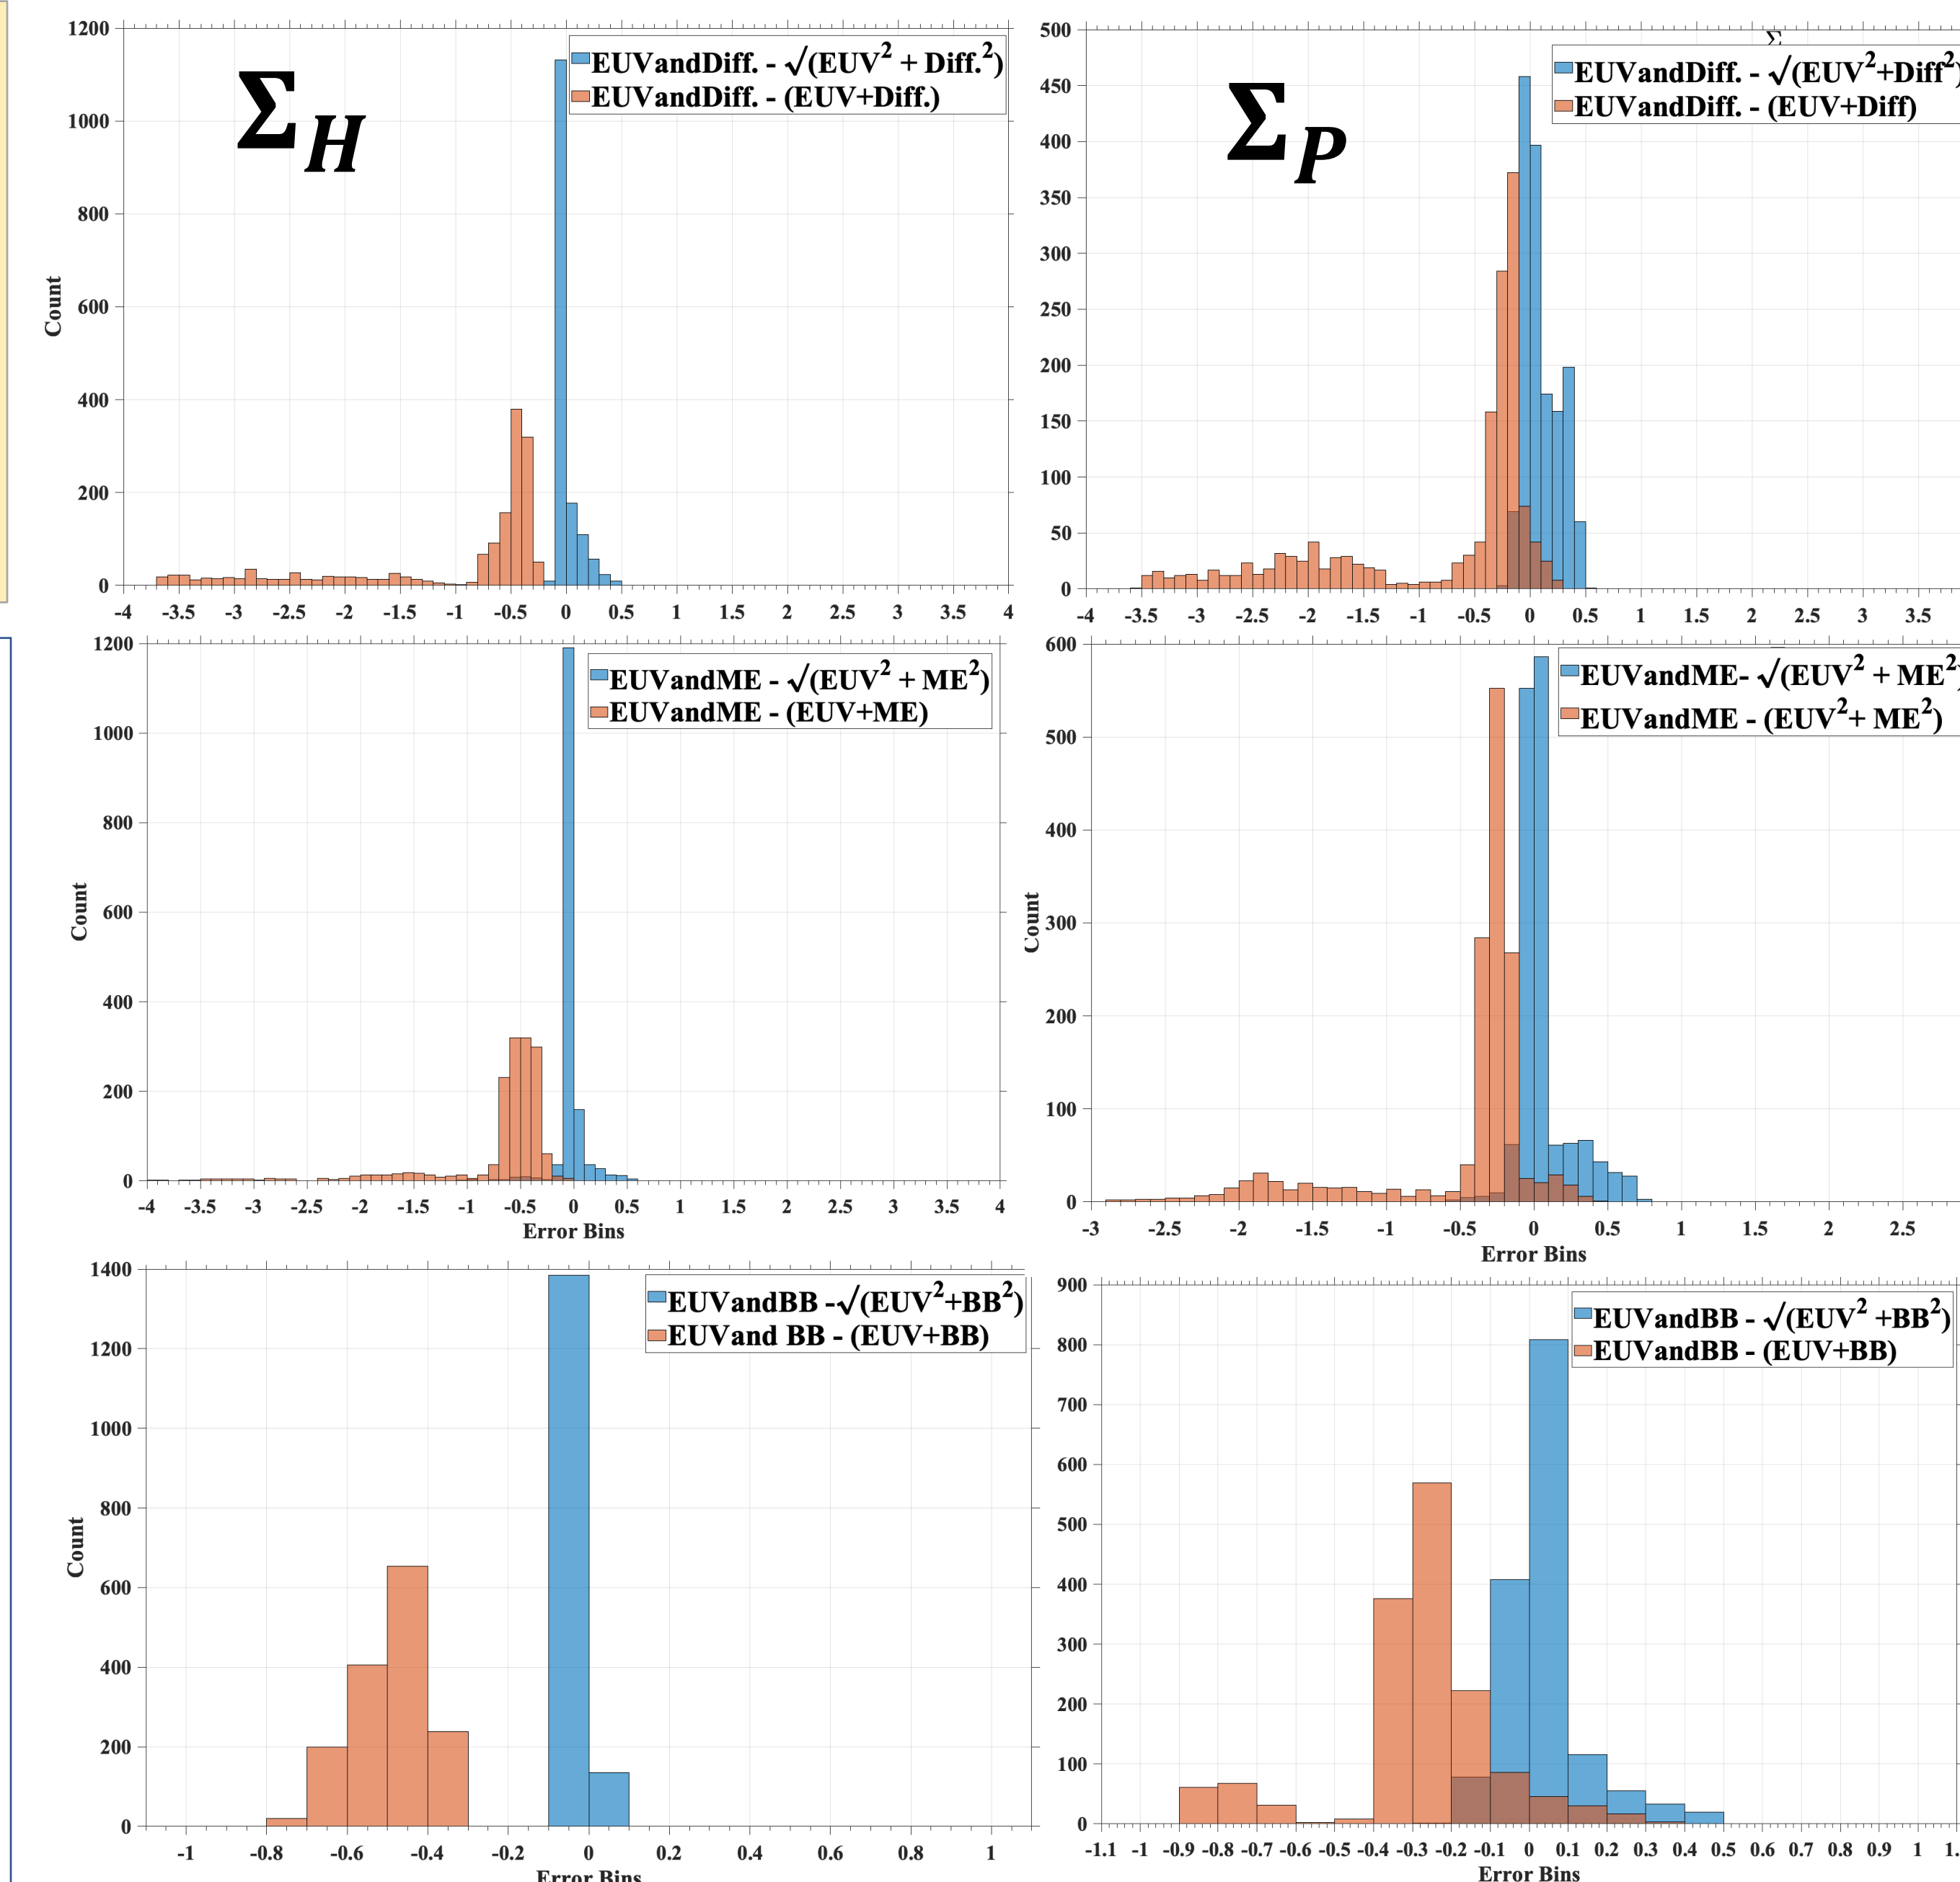 Σ_H
EUVandDiff. - √(EUV² + Diff.²)
EUVandDiff. - (EUV+Diff.)
Count
1200
1000
800
600
400
200
0
-4 -3.5 -3 -2.5 -2 -1.5 -1 -0.5 0 0.5 1 1.5 2 2.5 3 3.5 4
Σ
Σ_P
EUVandDiff. - √(EUV²+Diff²)
EUVandDiff. - (EUV+Diff)
500
450
400
350
300
250
200
150
100
50
0
-4 -3.5 -3 -2.5 -2 -1.5 -1 -0.5 0 0.5 1 1.5 2 2.5 3 3.5
EUVandME - √(EUV² + ME²)
EUVandME - (EUV+ME)
Count
1200
1000
800
600
400
200
0
-4 -3.5 -3 -2.5 -2 -1.5 -1 -0.5 0 0.5 1 1.5 2 2.5 3 3.5 4
Error Bins
EUVandME- √(EUV² + ME²)
EUVandME - (EUV²+ ME²)
Count
600
500
400
300
200
100
0
-3 -2.5 -2 -1.5 -1 -0.5 0 0.5 1 1.5 2 2.5
Error Bins
EUVandBB -√(EUV²+BB²)
EUVand BB - (EUV+BB)
Count
1400
1200
1000
800
600
400
200
0
-1 -0.8 -0.6 -0.4 -0.2 0 0.2 0.4 0.6 0.8 1
Error Bins
EUVandBB - √(EUV² +BB²)
EUVandBB - (EUV+BB)
900
800
700
600
500
400
300
200
100
0
-1.1 -1 -0.9 -0.8 -0.7 -0.6 -0.5 -0.4 -0.3 -0.2 -0.1 0 0.1 0.2 0.3 0.4 0.5 0.6 0.7 0.8 0.9 1
Error Bins